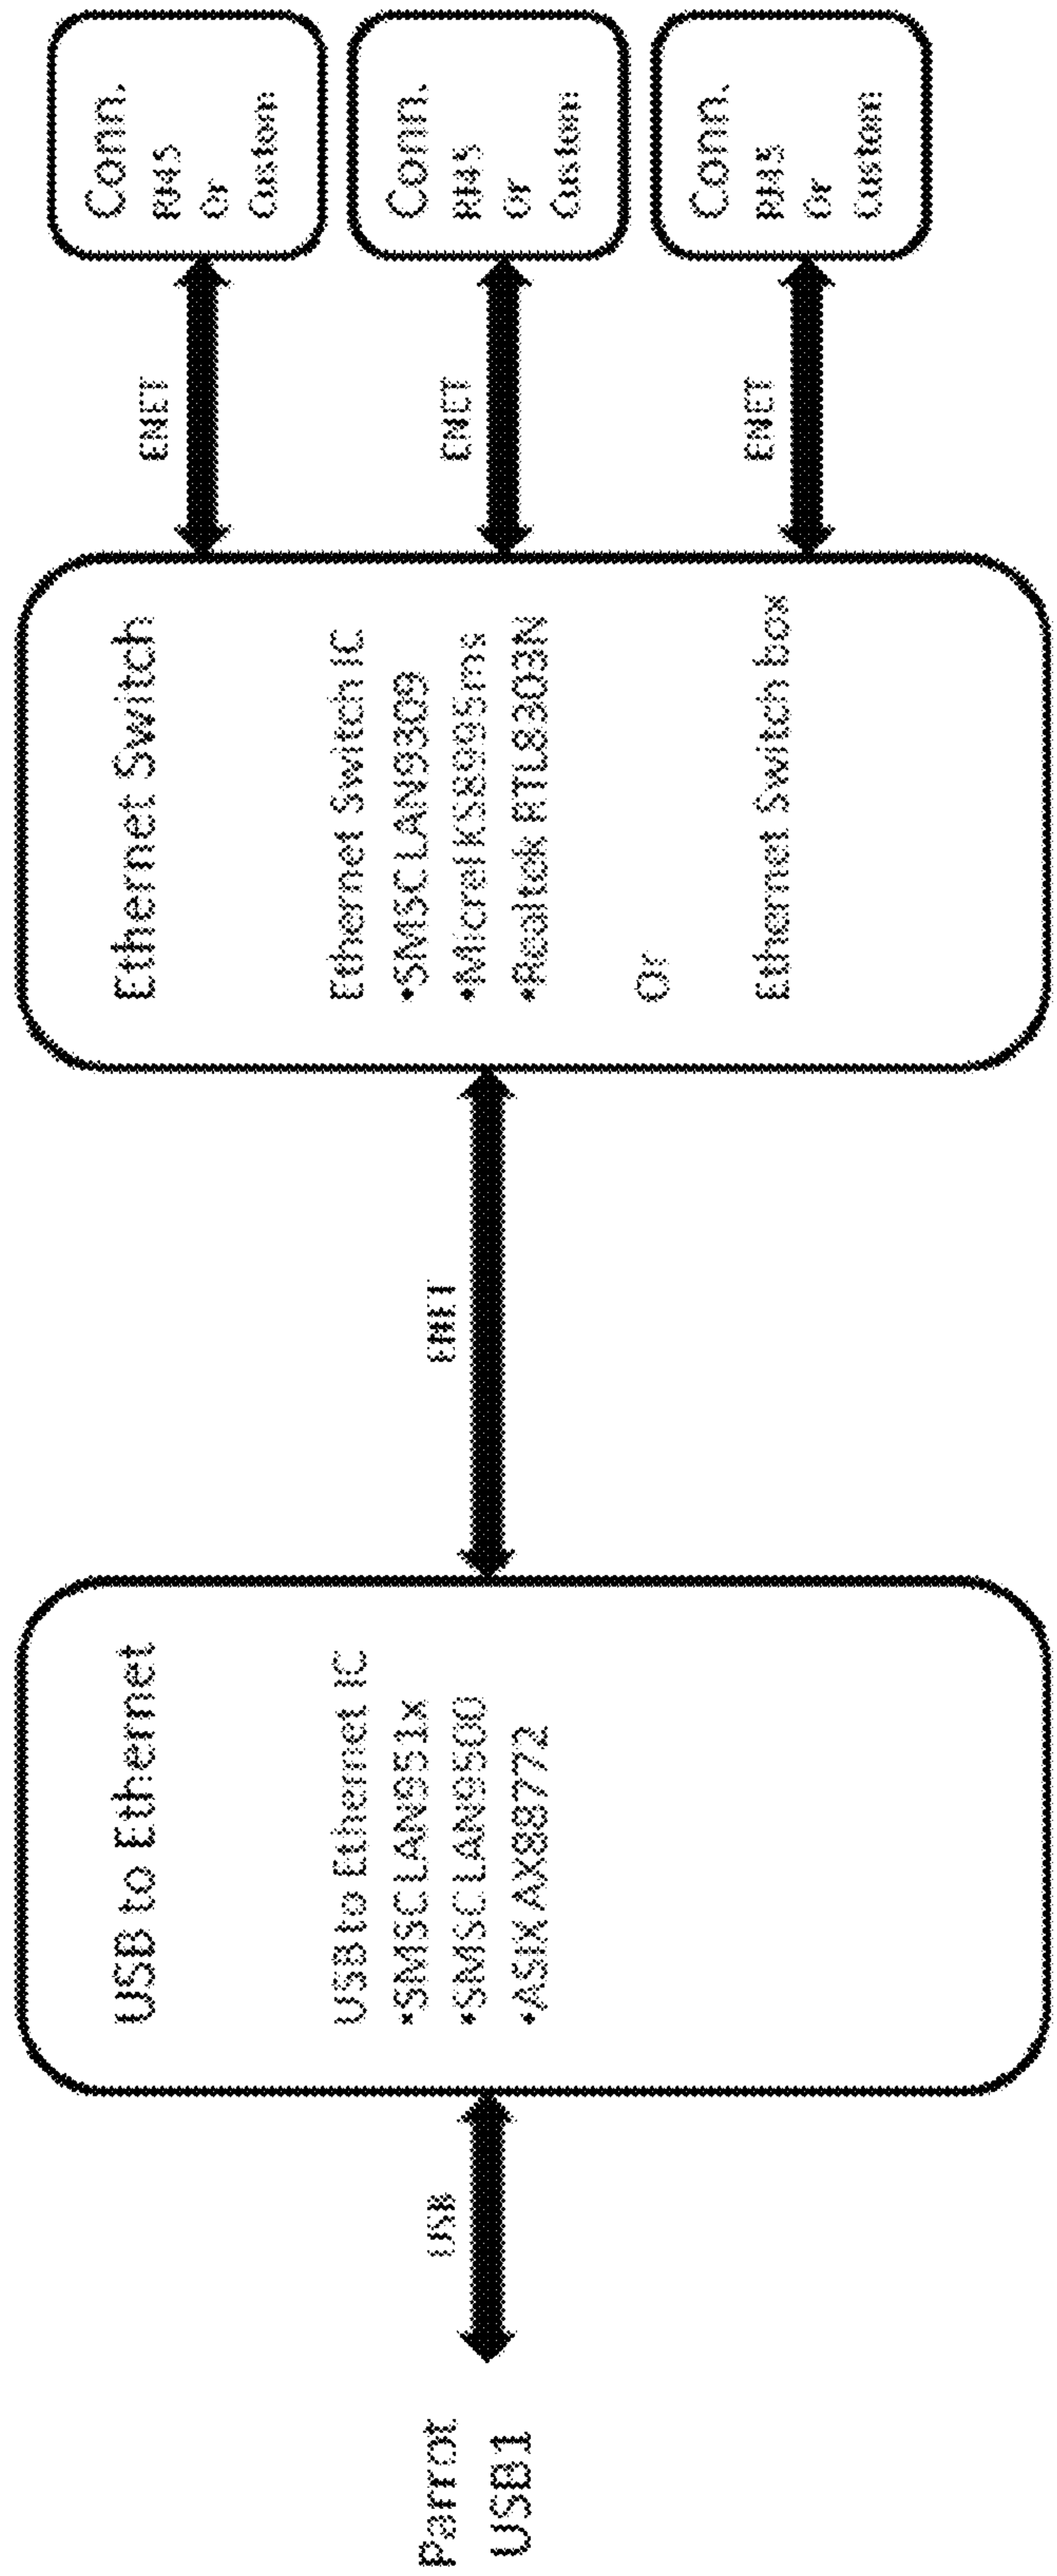 Parrot
USB1
USB
USB to Ethernet
USB to Ethernet IC
•SMSC LAN951x
•SMSC LAN9500
•ASIX AX88772
ENET
Ethernet Switch
Ethernet Switch IC
•SMSC LAN9309
•Micrel KS8995ms
•Realtek RTL8303N
Or
Ethernet Switch box
ENET
ENET
ENET
Conn.
RJ45
Or
Custom
Conn.
RJ45
Or
Custom
Conn.
RJ45
Or
Custom